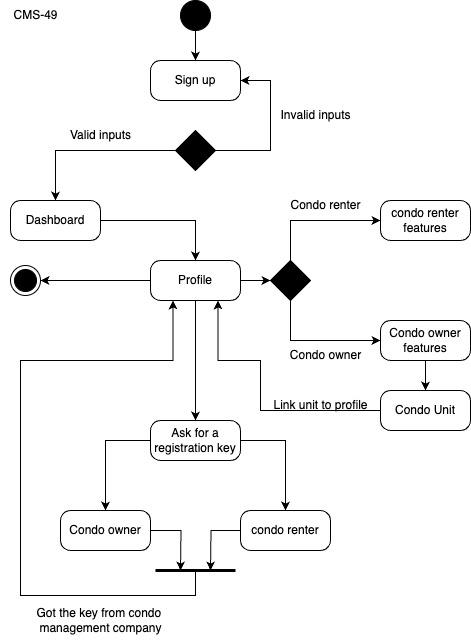 CMS-49
Sign up
Invalid inputs
Valid inputs
Dashboard
Condo renter
condo renter
features
Profile
Condo owner
features
Condo owner
Link unit to profile
Condo Unit
Ask for a
registration key
Condo owner
condo renter
Got the key from condo
management company